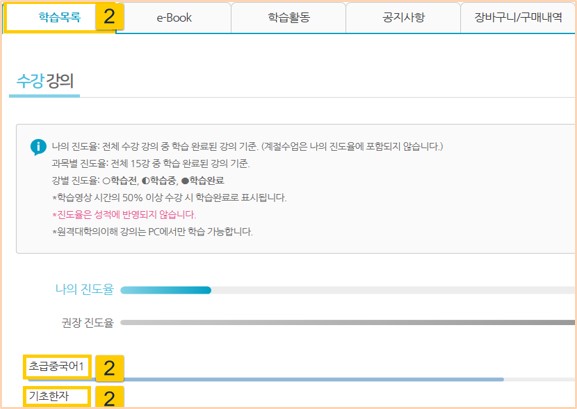 학습목록 2 e-Book 학습활동 공지사항 장바구니/구매내역
수강 강의
나의 진도율: 전체 수강 강의 중 학습 완료된 강의 기준. (계절수업은 나의 진도율에 포함되지 않습니다.)
과목별 진도율: 전체 15강 중 학습 완료된 강의 기준.
강별 진도율: ○학습전, ◐학습중, ●학습완료
*학습영상 시간의 50% 이상 수강 시 학습완료로 표시됩니다.
*진도율은 성적에 반영되지 않습니다.
*원격대학의이해 강의는 PC에서만 학습 가능합니다.
나의 진도율
권장 진도율
초급중국어1 2
기초한자 2